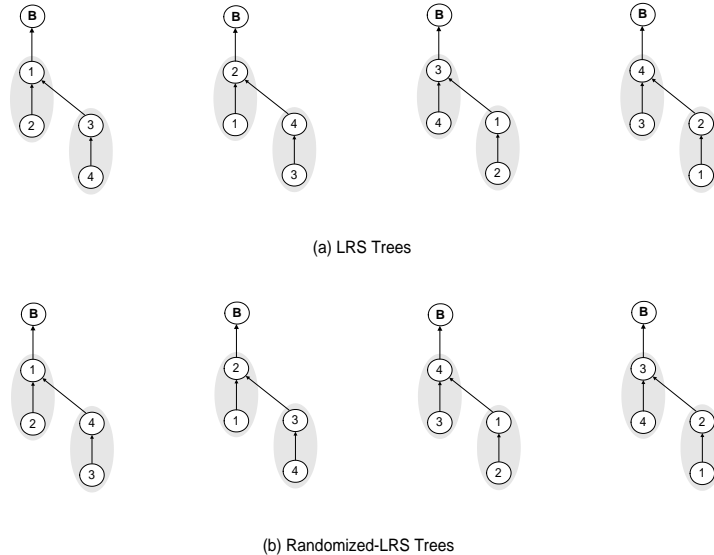 B B B B
1 2 3 4
2 3 1 4 4 1 3 2
4 3 2 1
(a) LRS Trees
B B B B
1 2 4 3
2 4 1 3 3 1 4 2
3 4 2 1
(b) Randomized-LRS Trees